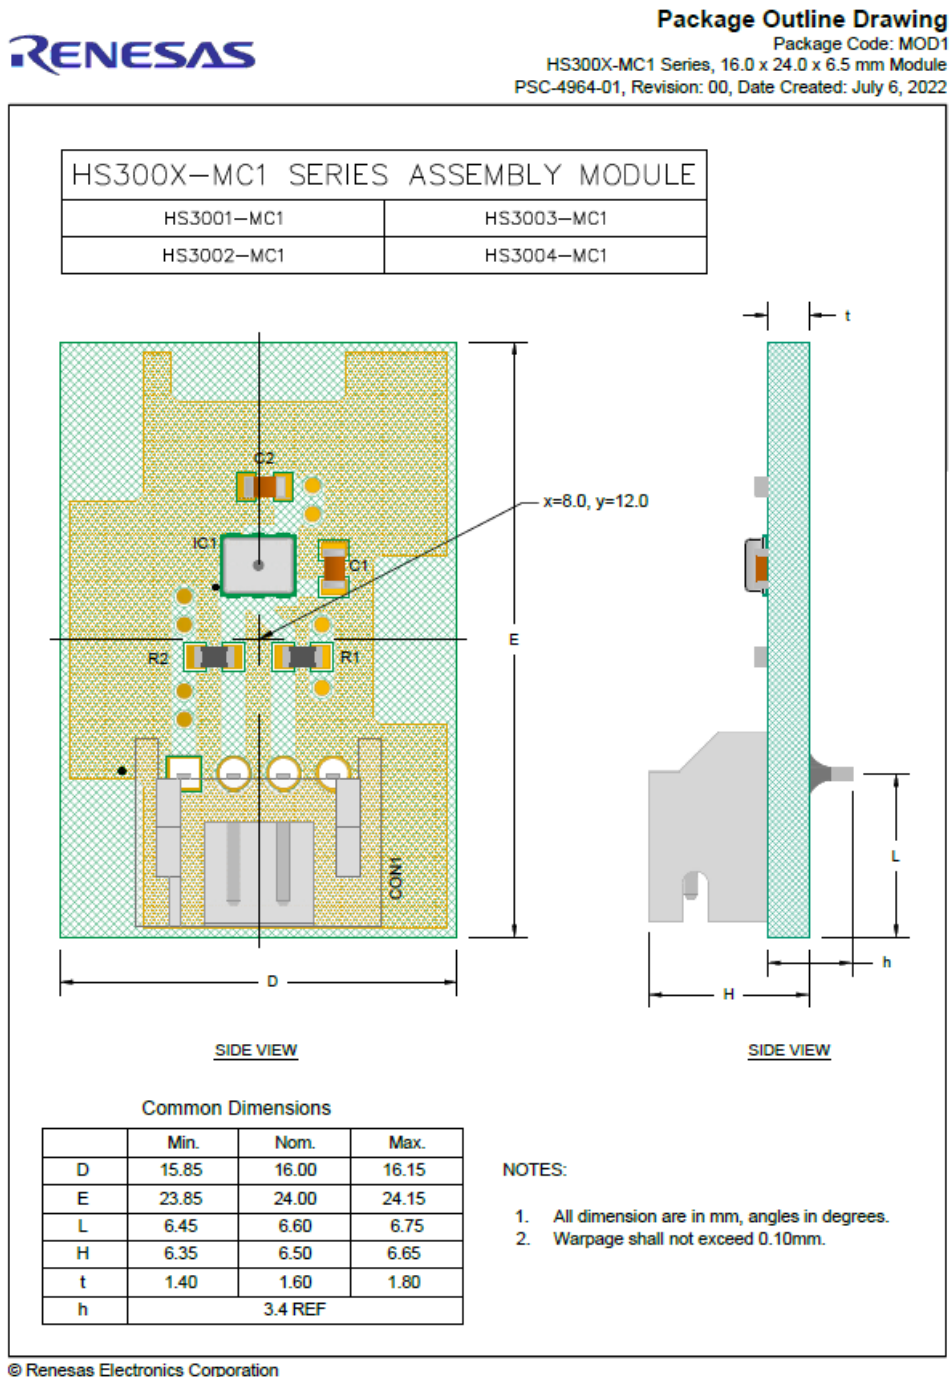 RENESAS
Package Outline Drawing
Package Code: MOD1
HS300X-MC1 Series, 16.0 x 24.0 x 6.5 mm Module
PSC-4964-01, Revision: 00, Date Created: July 6, 2022
HS300X-MC1 SERIES ASSEMBLY MODULE
HS3001-MC1 HS3003-MC1
HS3002-MC1 HS3004-MC1
t
C2
x=8.0, y=12.0
IC1
C1
E
R2 R1
CON1
L
h
D
H
SIDE VIEW SIDE VIEW
Common Dimensions
Min. Nom. Max.
D 15.85 16.00 16.15
E 23.85 24.00 24.15
L 6.45 6.60 6.75
H 6.35 6.50 6.65
t 1.40 1.60 1.80
h 3.4 REF
NOTES:
1. All dimension are in mm, angles in degrees.
2. Warpage shall not exceed 0.10mm.
© Renesas Electronics Corporation